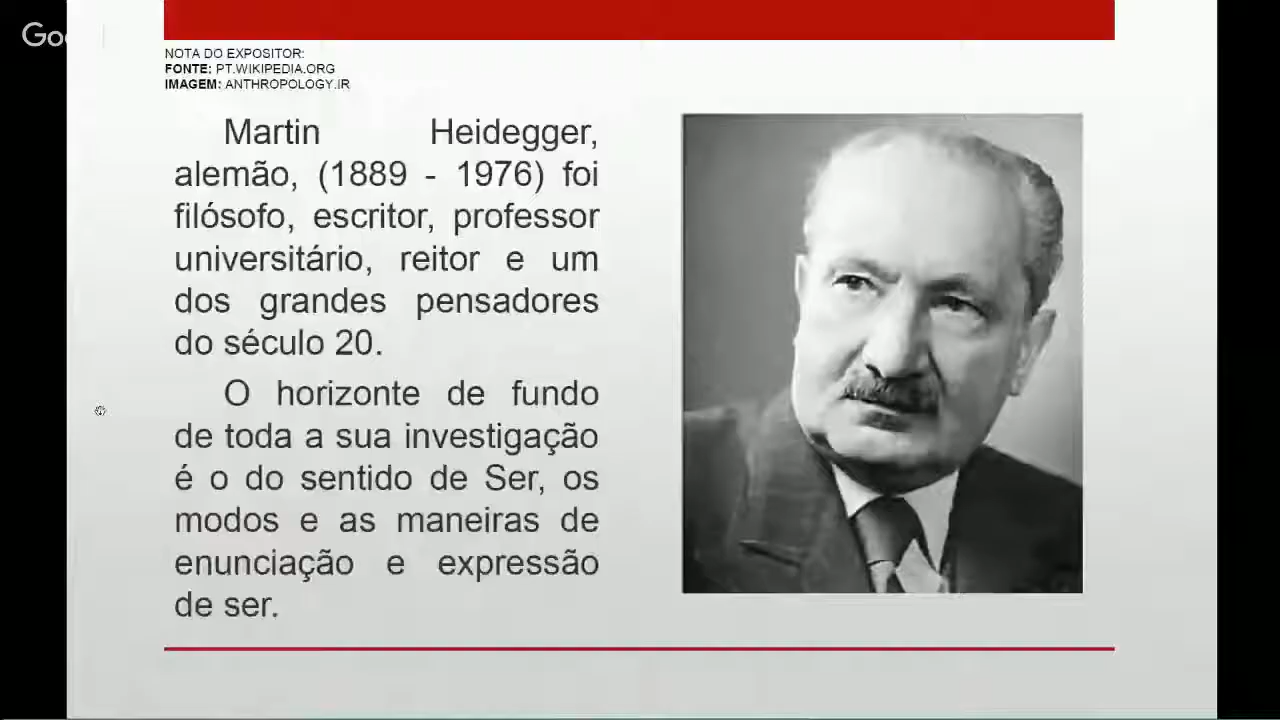 Goo
NOTA DO EXPOSITOR:
FONTE: PT.WIKIPEDIA.ORG
IMAGEM: ANTHROPOLOGY.IR
Martin Heidegger,
alemão, (1889 - 1976) foi
filósofo, escritor, professor
universitário, reitor e um
dos grandes pensadores
do século 20.
O horizonte de fundo
de toda a sua investigação
é o do sentido de Ser, os
modos e as maneiras de
enunciação e expressão
de ser.